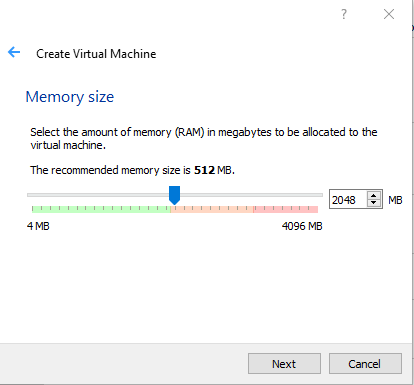 ?
Create Virtual Machine
Memory size
Select the amount of memory (RAM) in megabytes to be allocated to the
virtual machine.
The recommended memory size is 512 MB.
2048 MB
4 MB 4096 MB
Next Cancel